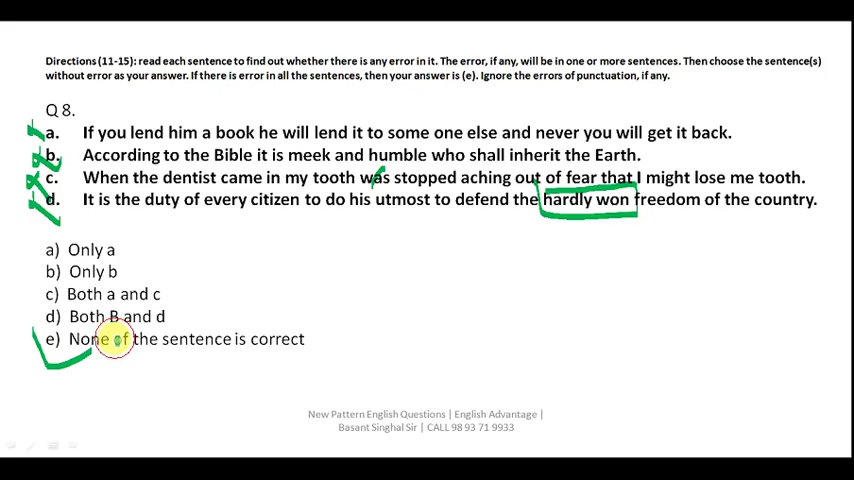 Directions (11-15): read each sentence to find out whether there is any error in it. The error, if any, will be in one or more sentences. Then choose the sentence(s)
without error as your answer. If there is error in all the sentences, then your answer is (e). Ignore the errors of punctuation, if any.
Q 8.
a. If you lend him a book he will lend it to some one else and never you will get it back.
b. According to the Bible it is meek and humble who shall inherit the Earth.
c. When the dentist came in my tooth was stopped aching out of fear that I might lose me tooth.
d. It is the duty of every citizen to do his utmost to defend the hardly won freedom of the country.
a) Only a
b) Only b
c) Both a and c
d) Both B and d
e) None of the sentence is correct
New Pattern English Questions | English Advantage |
Basant Singhal Sir | CALL 98 93 71 9933